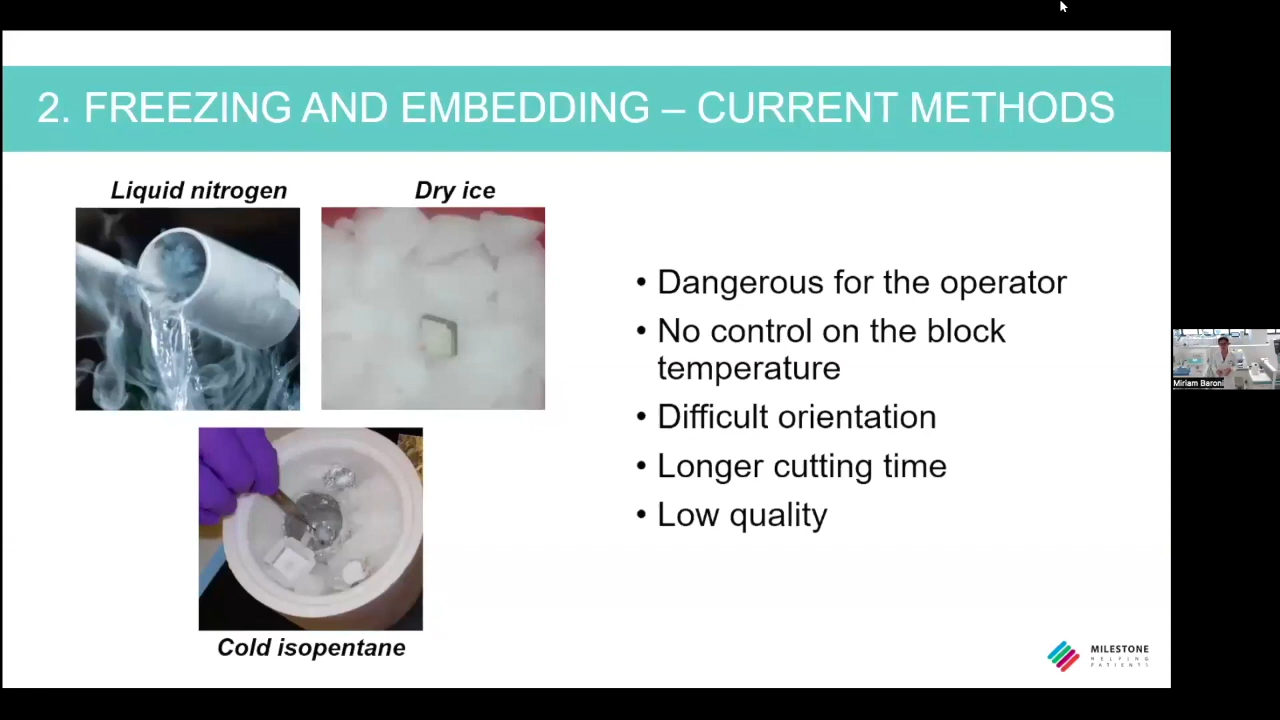 2. FREEZING AND EMBEDDING – CURRENT METHODS
Liquid nitrogen
Dry ice
Cold isopentane
• Dangerous for the operator
• No control on the block
temperature
• Difficult orientation
• Longer cutting time
• Low quality
MILESTONE
HELPING
PATIENTS
Miriam Baroni